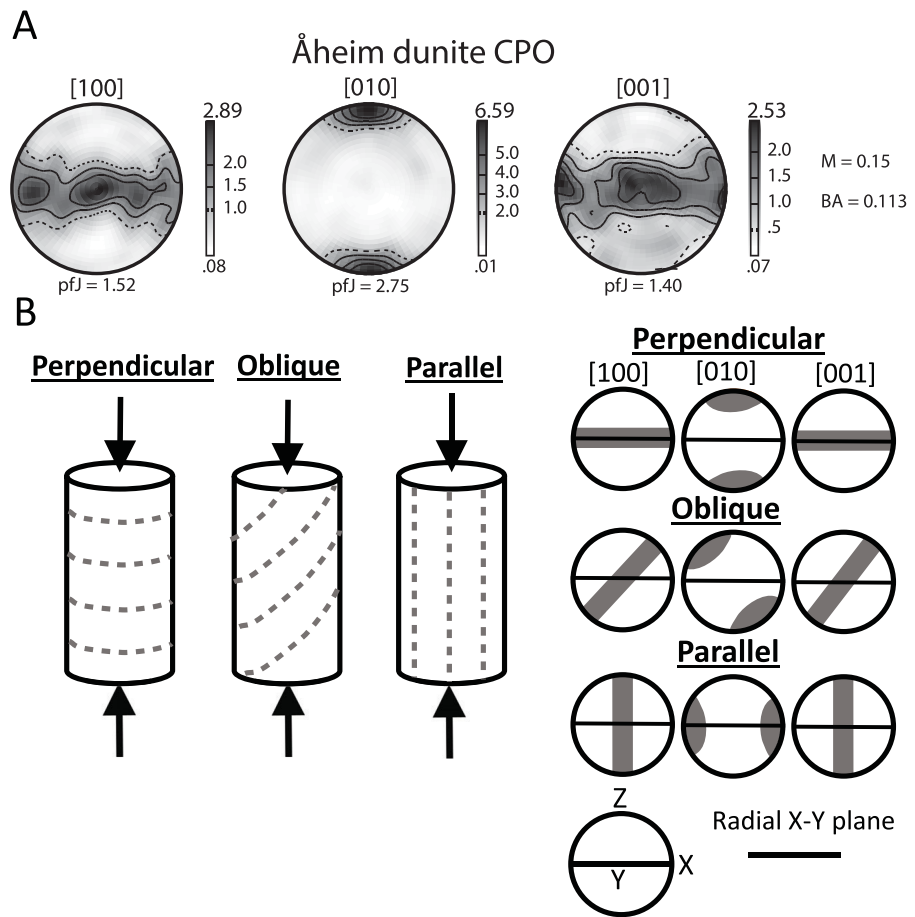 A
Åheim dunite CPO
[100] [010] [001]
2.89 6.59 2.53
2.0
1.5
1.0
.08
5.0
4.0
3.0
2.0
.01
2.0
1.5
1.0
.5
.07
M = 0.15
BA = 0.113
pfJ = 1.52 pfJ = 2.75 pfJ = 1.40
B
Perpendicular Oblique Parallel
Perpendicular
[100] [010] [001]
Oblique
Parallel
Z
X
Y
Radial X-Y plane